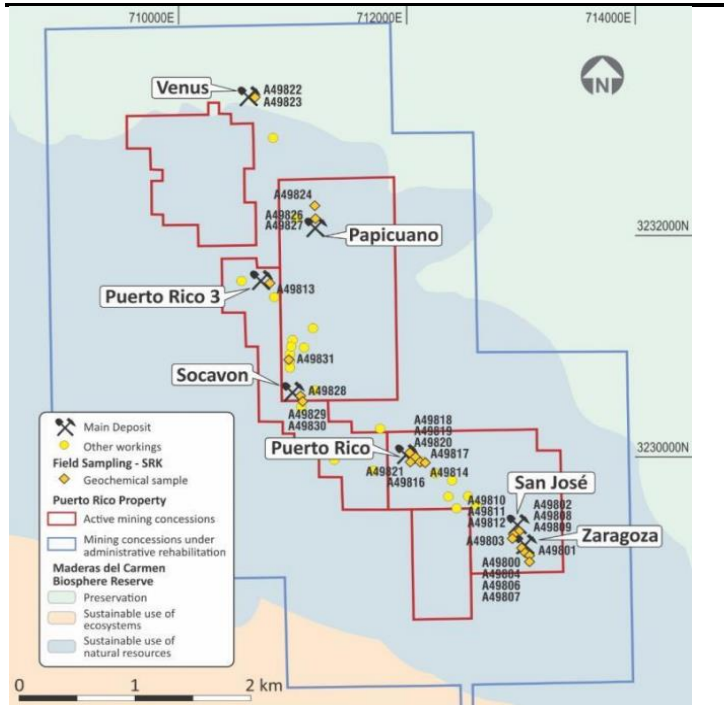 710000E
712000E
714000E
Venus
A49822
A49823
N
A49824
A49826
A49827
Papicuano
3232000N
Puerto Rico 3
A49813
A49831
Socavon
A49828
A49829
A49830
A49818
A49819
A49820
A49817
Puerto Rico
3230000N
A49821
A49814
A49816
San José
A49810
A49811
A49812
A49802
A49808
A49809
Zaragoza
A49803
A49801
A49800
A49804
A49806
A49807
Main Deposit
Other workings
Field Sampling - SRK
Geochemical sample
Puerto Rico Property
Active mining concessions
Mining concessions under
administrative rehabilitation
Maderas del Carmen
Biosphere Reserve
Preservation
Sustainable use of
ecosystems
Sustainable use of
natural resources
0 1 2 km